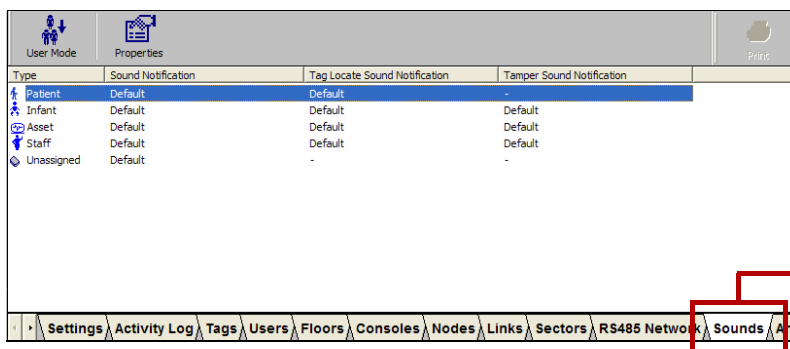 User Mode Properties Print
Type Sound Notification Tag Locate Sound Notification Tamper Sound Notification
Patient Default Default -
Infant Default Default Default
Asset Default Default Default
Staff Default Default Default
Unassigned Default - -
Settings Activity Log Tags Users Floors Consoles Nodes Links Sectors RS485 Network Sounds